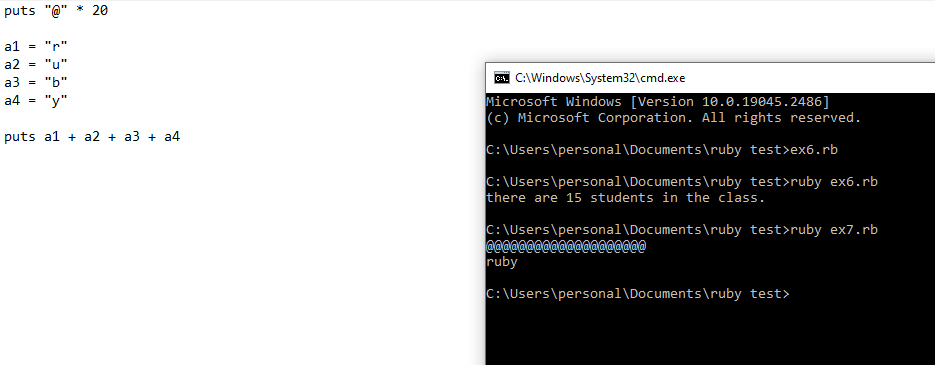 puts "@" * 20
a1 = "r"
a2 = "u"
a3 = "b"
a4 = "y"
puts a1 + a2 + a3 + a4
C:\Windows\System32\cmd.exe
Microsoft Windows [Version 10.0.19045.2486]
(c) Microsoft Corporation. All rights reserved.
C:\Users\personal\Documents\ruby test>ex6.rb
C:\Users\personal\Documents\ruby test>ruby ex6.rb
there are 15 students in the class.
C:\Users\personal\Documents\ruby test>ruby ex7.rb
@@@@@@@@@@@@@@@@@@@@
ruby
C:\Users\personal\Documents\ruby test>